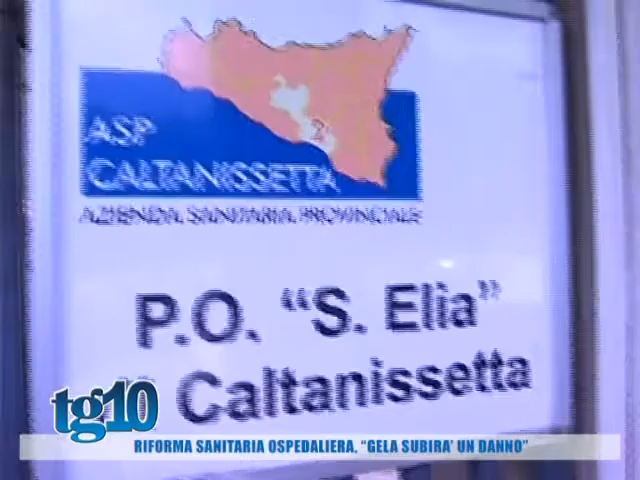 ASP
CALTANISSETTA
AZIENDA SANITARIA PROVINCIALE
P.O. “S. Elia”
Caltanissetta
tg10
RIFORMA SANITARIA OSPEDALIERA, “GELA SUBIRA’ UN DANNO”